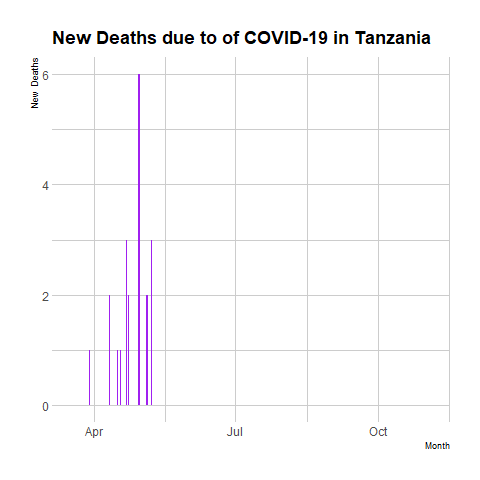 New Deaths due to of COVID-19 in Tanzania
New Deaths
6
4
2
0
Apr
Jul
Oct
Month